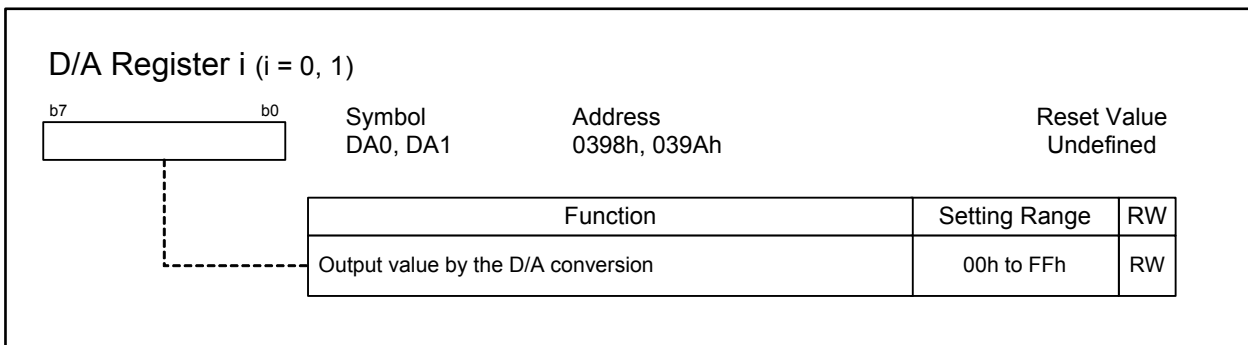 D/A Register i (i = 0, 1)
b7 b0 Symbol Address Reset Value
DA0, DA1 0398h, 039Ah Undefined
Function Setting Range RW
Output value by the D/A conversion 00h to FFh RW